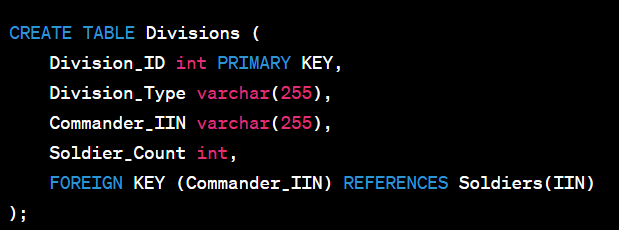 CREATE TABLE Divisions (
    Division_ID int PRIMARY KEY,
    Division_Type varchar(255),
    Commander_IIN varchar(255),
    Soldier_Count int,
    FOREIGN KEY (Commander_IIN) REFERENCES Soldiers(IIN)
);